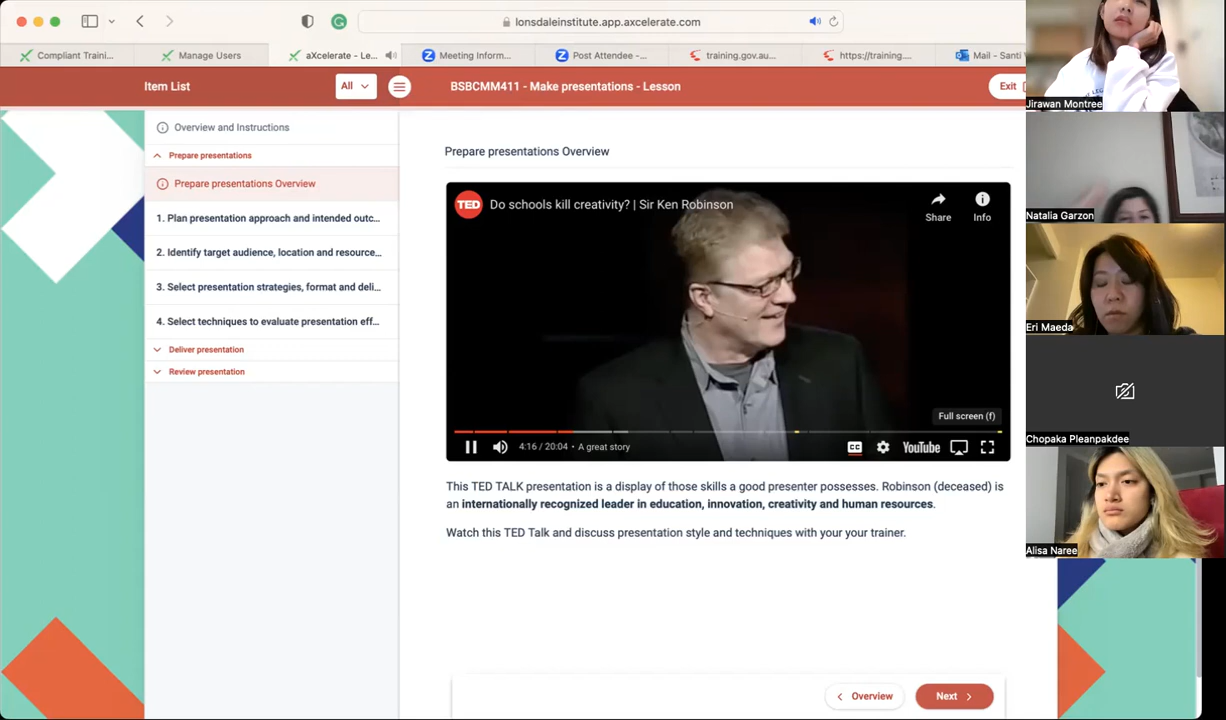 lonsdaleinstitute.app.axcelerate.com
Compliant Traini...
Manage Users
aXcelerate - Le...
Meeting Inform...
Post Attendee -...
training.gov.au...
https://training....
Mail - Santi
Item List
All
BSBCMM411 - Make presentations - Lesson
Exit
Overview and Instructions
Prepare presentations
Prepare presentations Overview
1. Plan presentation approach and intended outc...
2. Identify target audience, location and resource...
3. Select presentation strategies, format and deli...
4. Select techniques to evaluate presentation eff...
Deliver presentation
Review presentation
Prepare presentations Overview
TED
Do schools kill creativity? | Sir Ken Robinson
Share
Info
Full screen (f)
4:16 / 20:04 • A great story
CC
YouTube
This TED TALK presentation is a display of those skills a good presenter possesses. Robinson (deceased) is
an internationally recognized leader in education, innovation, creativity and human resources.
Watch this TED Talk and discuss presentation style and techniques with your your trainer.
Overview
Next
Jirawan Montree
Natalia Garzon
Eri Maeda
Chopaka Pleanpakdee
Alisa Naree